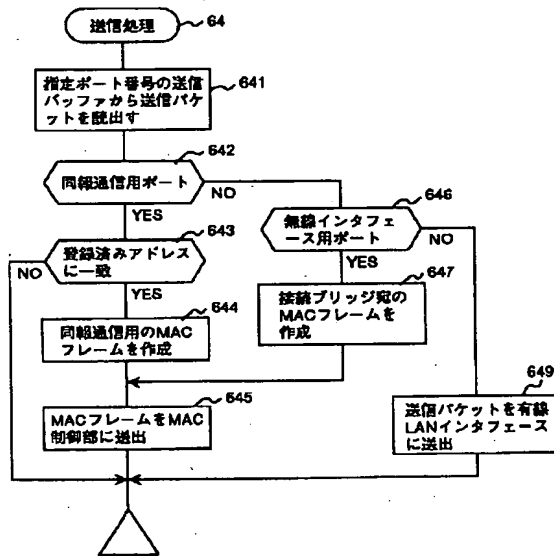 送信処理
64
指定ポート番号の送信
バッファから送信パケ
ットを読出す
641
642
同報通信用ポート
NO
YES
643
登録済みアドレス
に一致
NO
YES
644
同報通信用のMAC
フレームを作成
645
MACフレームをMAC
制御部に送出
646
無線インタフェ
ース用ポート
NO
YES
647
接続ブリッジ宛の
MACフレームを
作成
649
送信パケットを有線
LANインタフェース
に送出